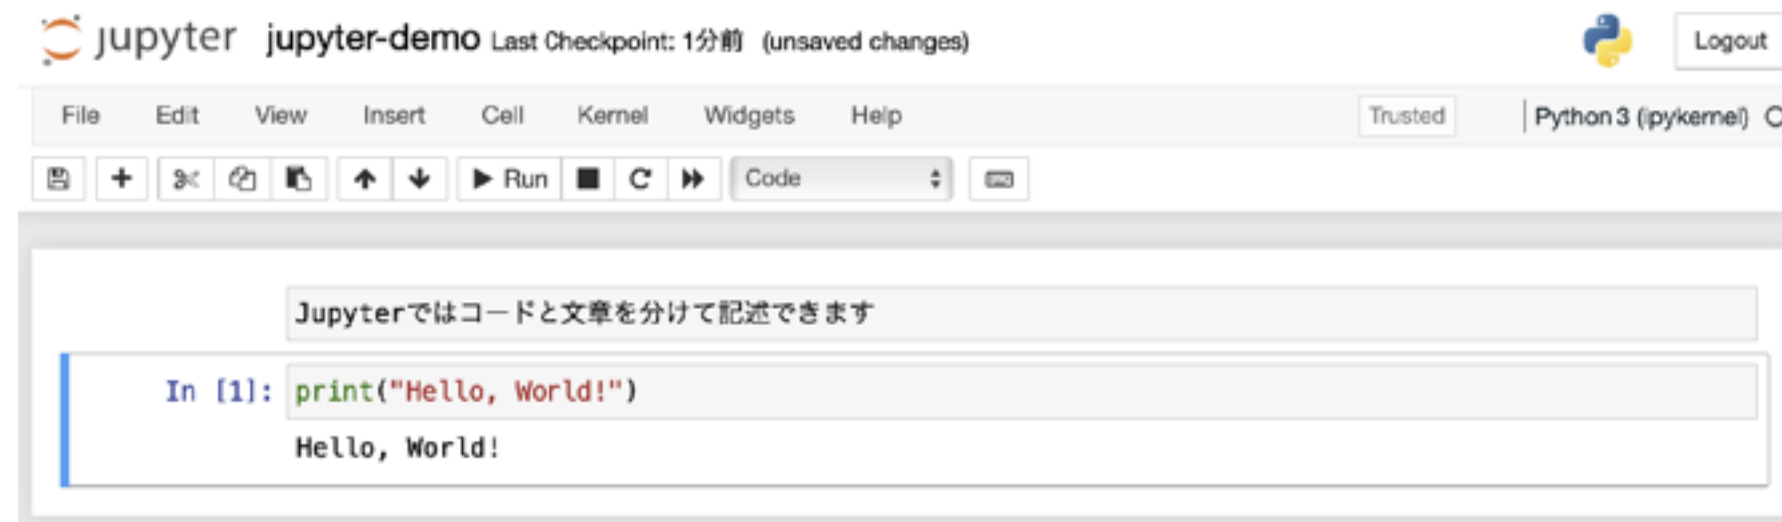 jupyter jupyter-demo Last Checkpoint: 1分前 (unsaved changes) Logout
File Edit View Insert Cell Kernel Widgets Help Trusted Python 3 (ipykernel)
Run Code
Jupyterではコードと文章を分けて記述できます
In [1]: print("Hello, World!")
Hello, World!